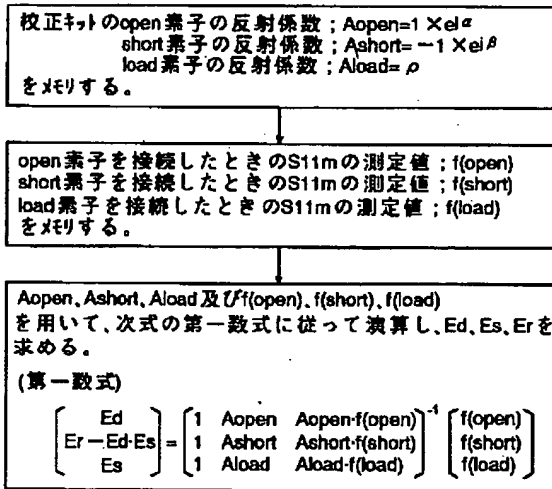 校正キットのopen素子の反射係数；Aopen=1×ejα
short素子の反射係数；Ashort=－1×ejβ
load素子の反射係数；Aload=ρ
をメモリする。
open素子を接続したときのS11mの測定値；f(open)
short素子を接続したときのS11mの測定値；f(short)
load素子を接続したときのS11mの測定値；f(load)
をメモリする。
Aopen、Ashort、Aload及びf(open)、f(short)、f(load)
を用いて、次式の第一数式に従って演算し、Ed、Es、Erを
求める。
(第一数式)
Ed 1 Aopen Aopen·f(open) -1 f(open)
Er－Ed·Es = 1 Ashort Ashort·f(short) f(short)
Es 1 Aload Aload·f(load) f(load)